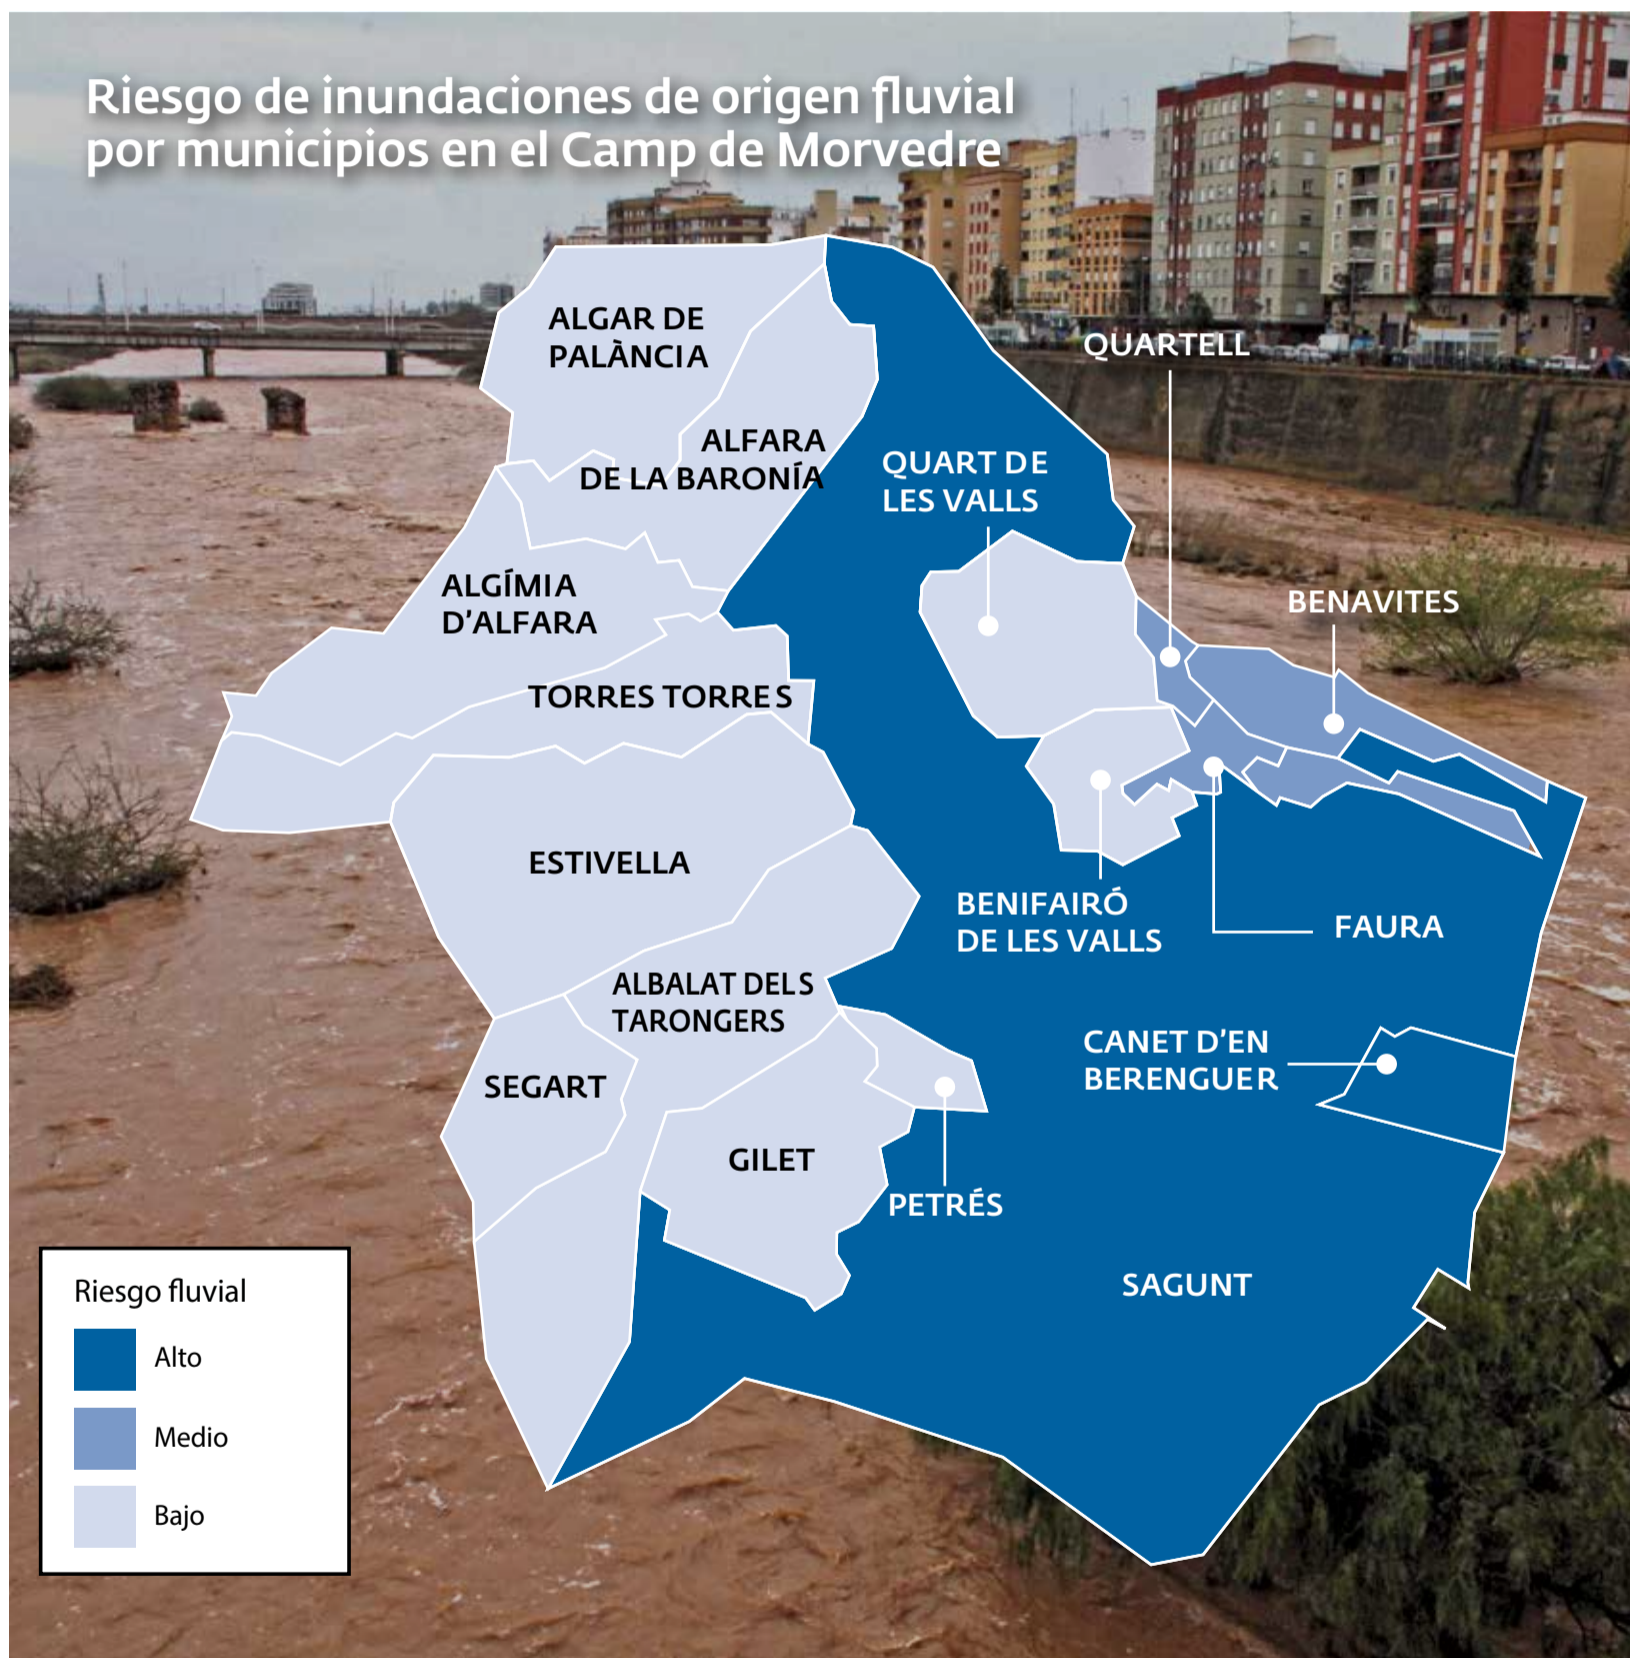 Riesgo de inundaciones de origen fluvial
por municipios en el Camp de Morvedre
ALGAR DE
PALÀNCIA
QUARTELL
ALFARA
DE LA BARONÍA
QUART DE
LES VALLS
ALGÍMIA
D'ALFARA
BENAVITES
TORRES TORRES
ESTIVELLA
BENIFAIRÓ
DE LES VALLS
FAURA
ALBALAT DELS
TARONGERS
CANET D'EN
BERENGUER
SEGART
GILET
PETRÉS
SAGUNT
Riesgo fluvial
Alto
Medio
Bajo